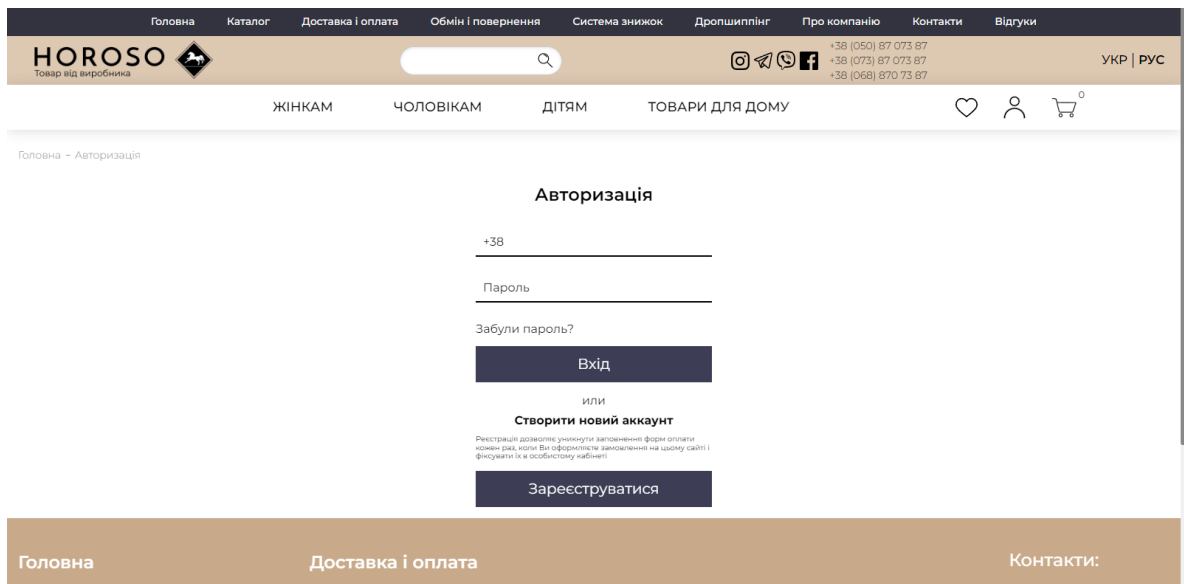 Головна Каталог Доставка і оплата Обмін і повернення Система знижок Дропшиппінг Про компанію Контакти Відгуки
HOROSO
Товар від виробника
+38 (050) 87 073 87
+38 (073) 87 073 87
+38 (068) 870 73 87
УКР | РУС
ЖІНКАМ ЧОЛОВІКАМ ДІТЯМ ТОВАРИ ДЛЯ ДОМУ
0
Головна - Авторизація
Авторизація
+38
Пароль
Забули пароль?
Вхід
или
Створити новий аккаунт
Реєстрація дозволяє уникнути заповнення форм оплати
кожен раз, коли Ви оформляєте замовлення на цьому сайті і
фіксувати їх в особистому кабінеті
Зареєструватися
Головна Доставка і оплата Контакти: